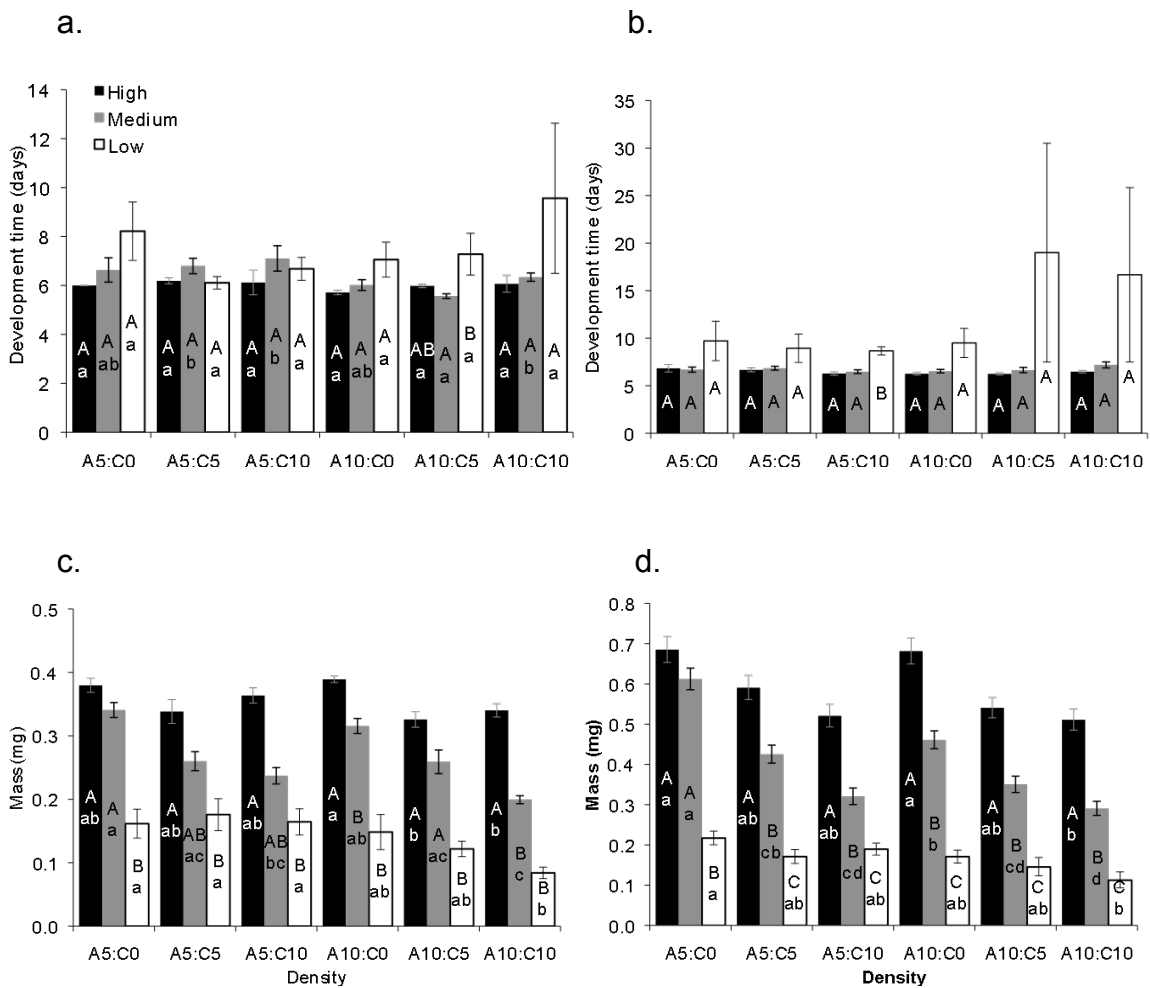 a.
Development time (days)
14
12
10
8
6
4
2
0
High
Medium
Low
A
a
A
ab
A
a
A
a
A
b
A
a
A
a
A
b
A
a
A
a
A
ab
A
a
AB
a
A
a
B
a
A
a
A
b
A
a
A5:C0 A5:C5 A5:C10 A10:C0 A10:C5 A10:C10
b.
Development time (days)
35
30
25
20
15
10
5
0
A A A A A A A A B A A A A A A A A A
A5:C0 A5:C5 A5:C10 A10:C0 A10:C5 A10:C10
c.
Mass (mg)
0.5
0.4
0.3
0.2
0.1
0.0
A
ab
A
a
B
a
A
ab
AB
ac
B
a
A
ab
AB
bc
B
a
A
a
B
ab
B
ab
A
b
A
ac
B
ab
A
b
B
c
B
b
A5:C0 A5:C5 A5:C10 A10:C0 A10:C5 A10:C10
Density
d.
Mass (mg)
0.8
0.7
0.6
0.5
0.4
0.3
0.2
0.1
0.0
A
a
A
a
B
a
A
ab
B
cb
C
ab
A
ab
B
cd
C
ab
A
a
B
b
C
ab
A
ab
B
cd
C
ab
A
b
B
d
C
b
A5:C0 A5:C5 A5:C10 A10:C0 A10:C5 A10:C10
Density